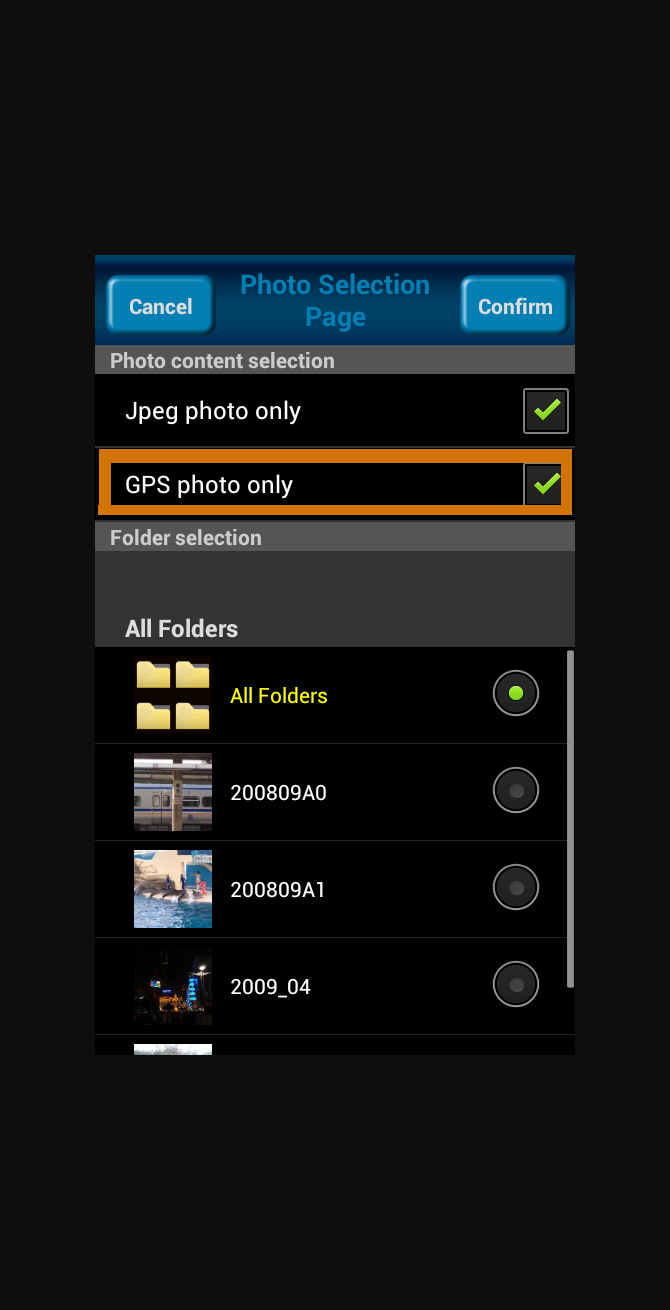 Cancel
Photo Selection
Page
Confirm
Photo content selection
Jpeg photo only
GPS photo only
Folder selection
All Folders
All Folders
200809A0
200809A1
2009_04